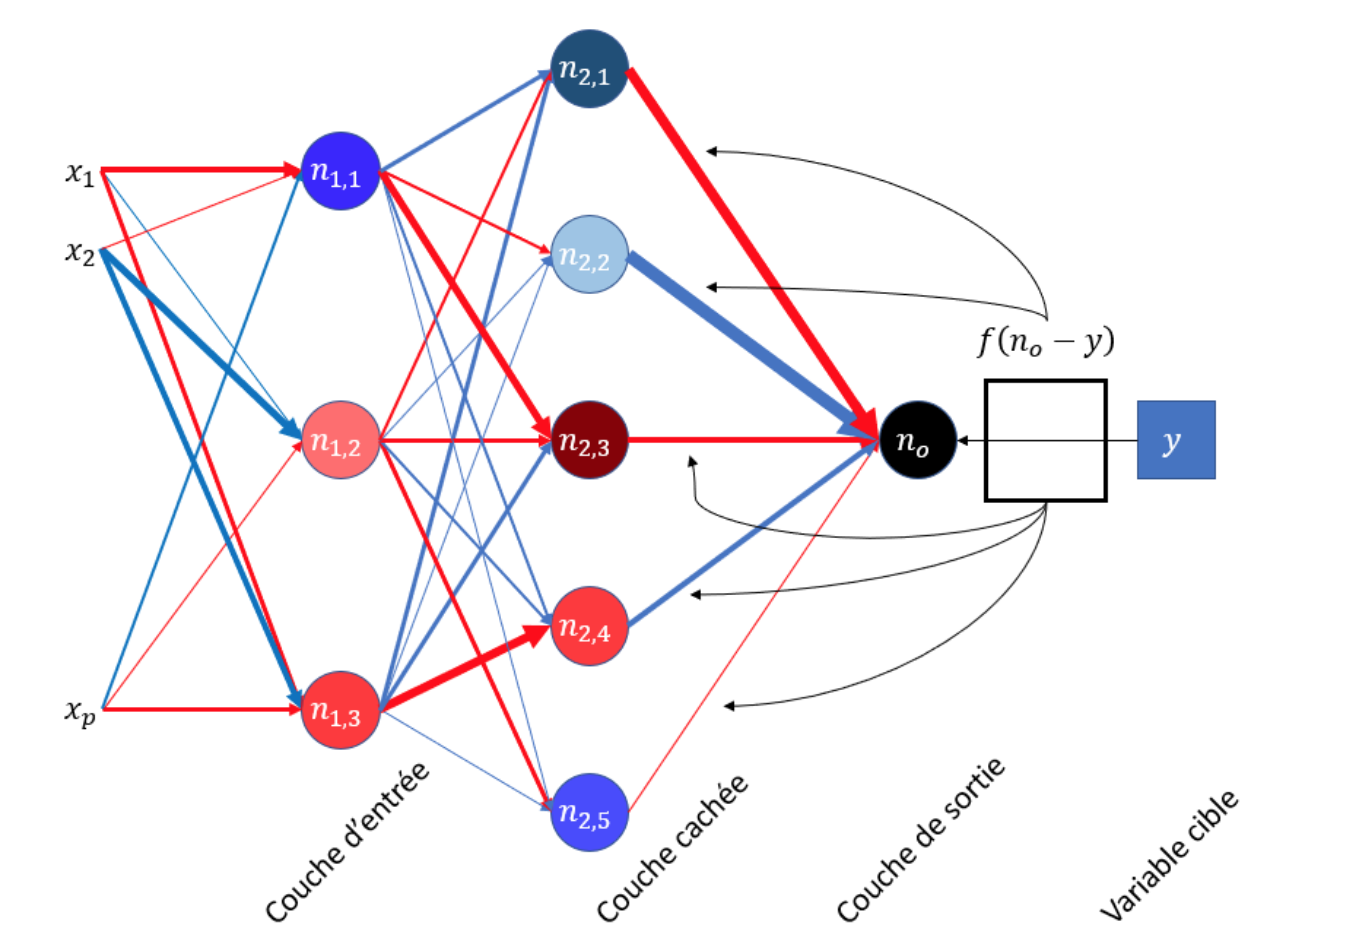 n2,1
x1
n1,1
x2
n2,2
f(no − y)
n1,2
n2,3
no
y
n2,4
xp
n1,3
n2,5
Couche d'entrée
Couche cachée
Couche de sortie
Variable cible